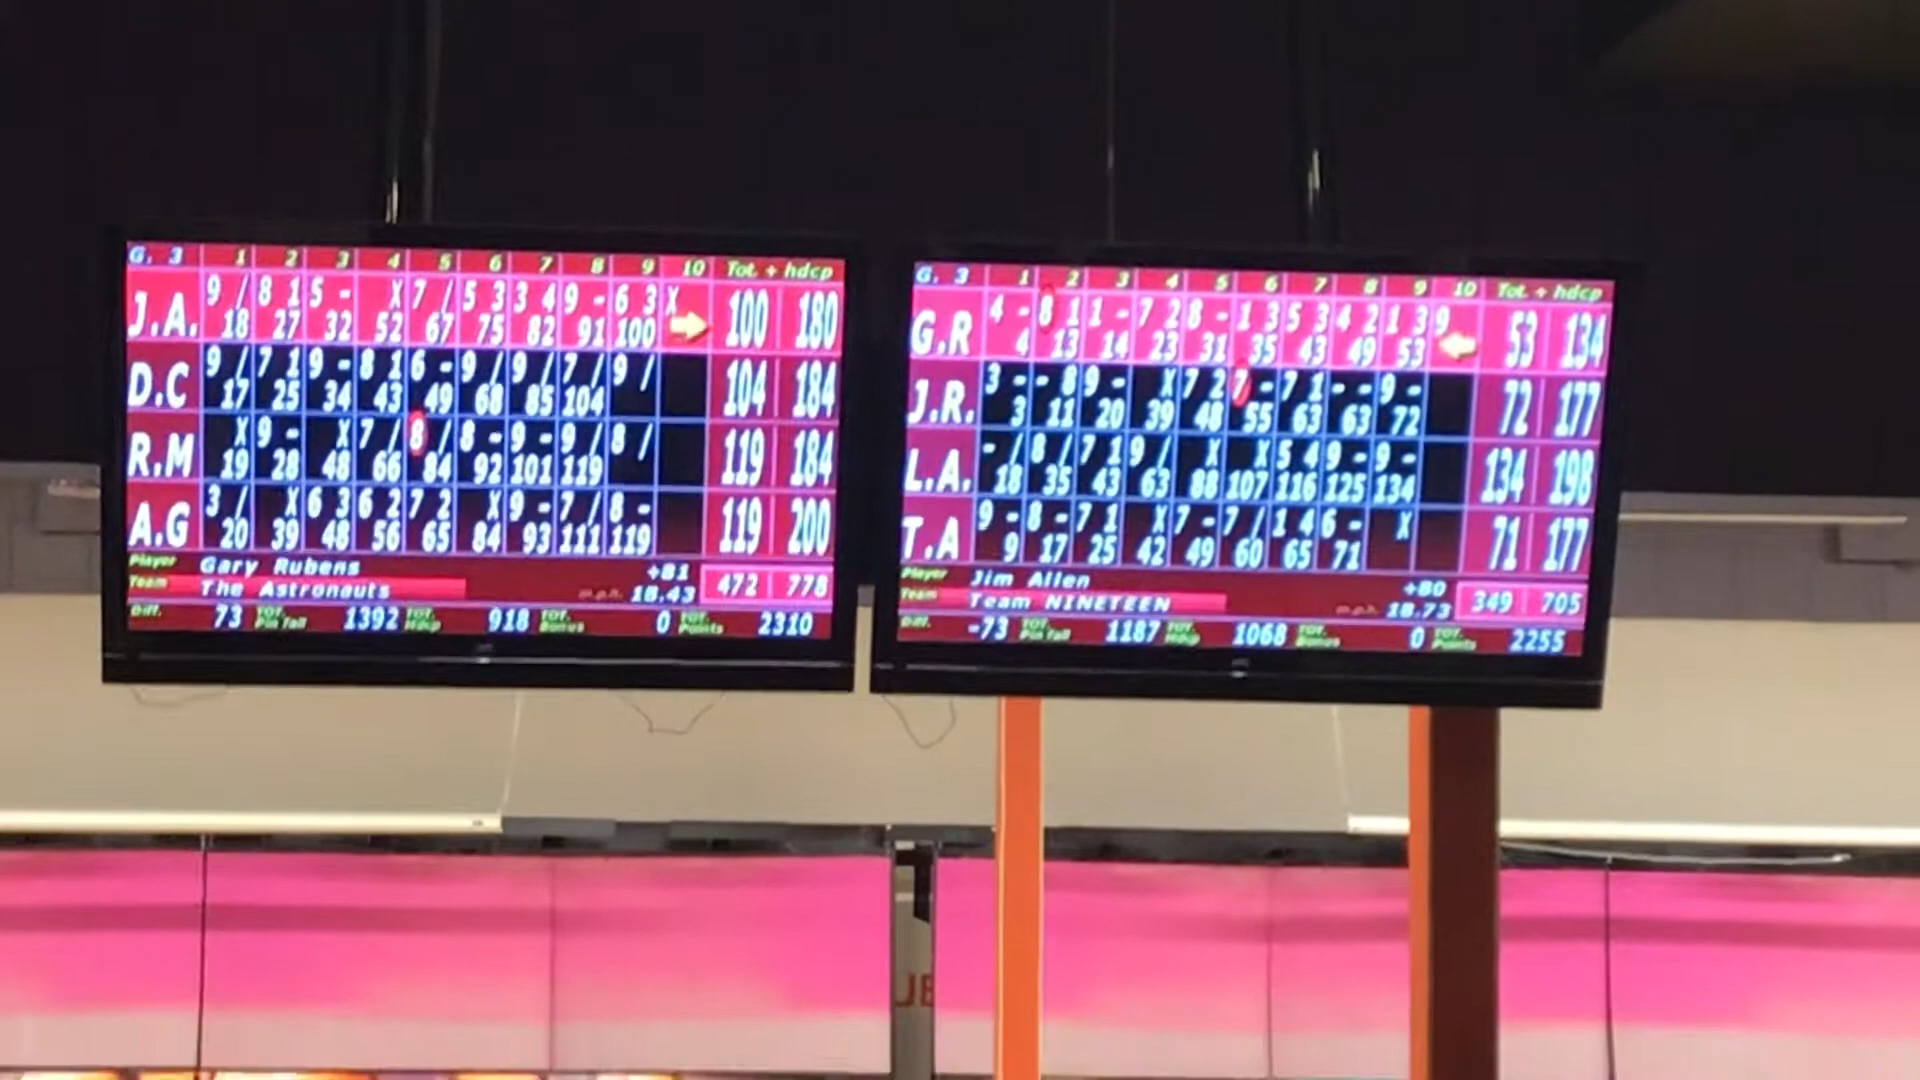 G. 3 1 2 3 4 5 6 7 8 9 10 Tot. + hdcp
J.A. 9 / 8 1 5 - X 7 / 5 3 3 4 9 - 6 3 X
18 27 32 52 67 75 82 91 100 100 180
D.C 9 / 7 1 9 - 8 1 6 - 9 / 9 / 7 / 9 /
17 25 34 43 49 68 85 104 104 184
R.M X 9 - X 7 / 8 / 8 - 9 - 9 / 8 /
19 28 48 66 84 92 101 119 119 184
A.G 3 / X 6 3 6 2 7 2 X 9 - 7 / 8 -
20 39 48 56 65 84 93 111 119 119 200
Player Gary Rubens +81
Team The Astronauts m.p.h. 18.43 472 778
Diff. 73 TOT. Pin fall 1392 TOT. Hdcp 918 TOT. Bonus 0 TOT. Points 2310
G. 3 1 2 3 4 5 6 7 8 9 10 Tot. + hdcp
G.R 4 - 8 1 1 - 7 2 8 - 1 3 5 3 4 2 1 3 9
4 13 14 23 31 35 43 49 53 53 134
J.R. 3 - - 8 9 - X 7 2 7 - 7 1 - - 9 -
3 11 20 39 48 55 63 63 72 72 177
L.A. - / 8 / 7 1 9 / X X 5 4 9 - 9 -
18 35 43 63 88 107 116 125 134 134 198
T.A 9 - 8 - 7 1 X 7 - 7 / 1 4 6 - X
9 17 25 42 49 60 65 71 71 177
Player Jim Allen +80
Team Team NINETEEN m.p.h. 18.73 349 705
Diff. -73 TOT. Pin fall 1187 TOT. Hdcp 1068 TOT. Bonus 0 TOT. Points 2255